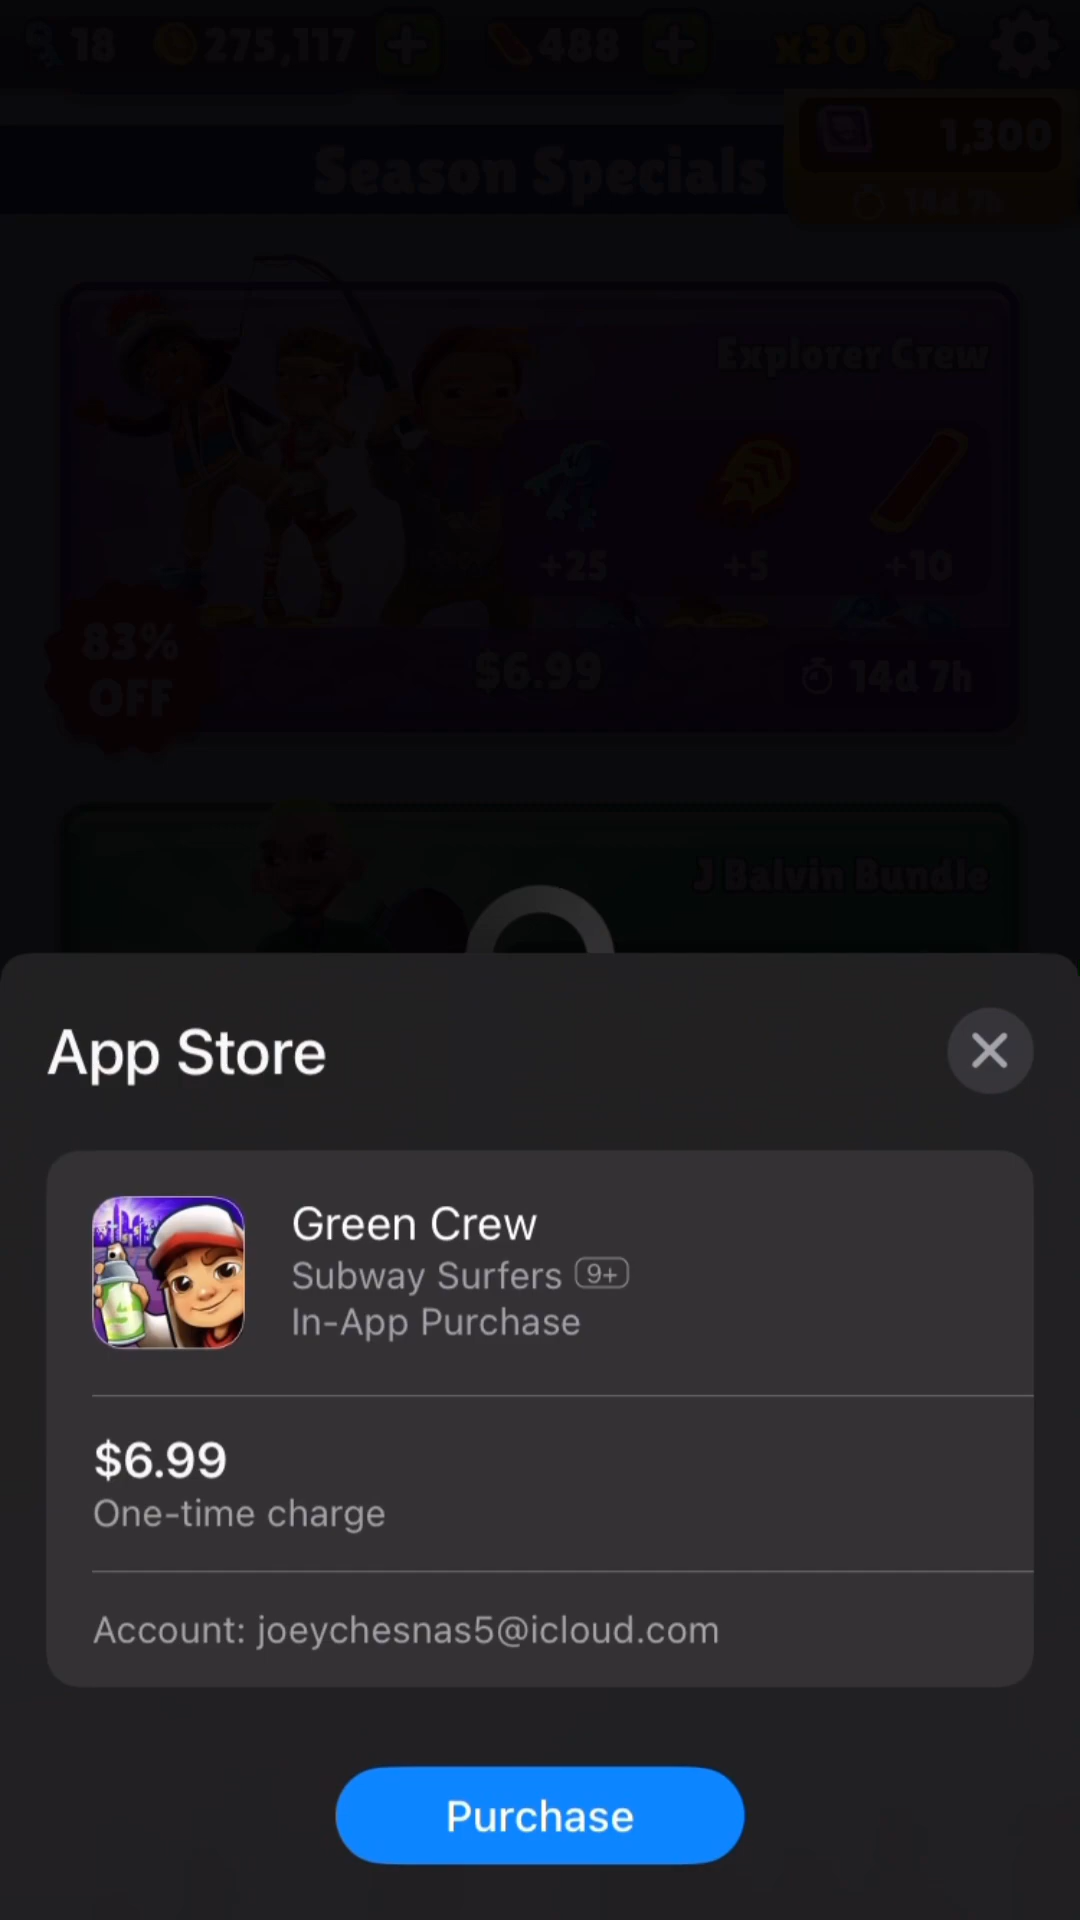 18 275,117 488 x30
1,300
Season Specials
14d 7h
Explorer Crew
+25 +5 +10
83%
OFF
$6.99
14d 7h
J Balvin Bundle
App Store
Green Crew
Subway Surfers 9+
In-App Purchase
$6.99
One-time charge
Account: joeychesnas5@icloud.com
Purchase